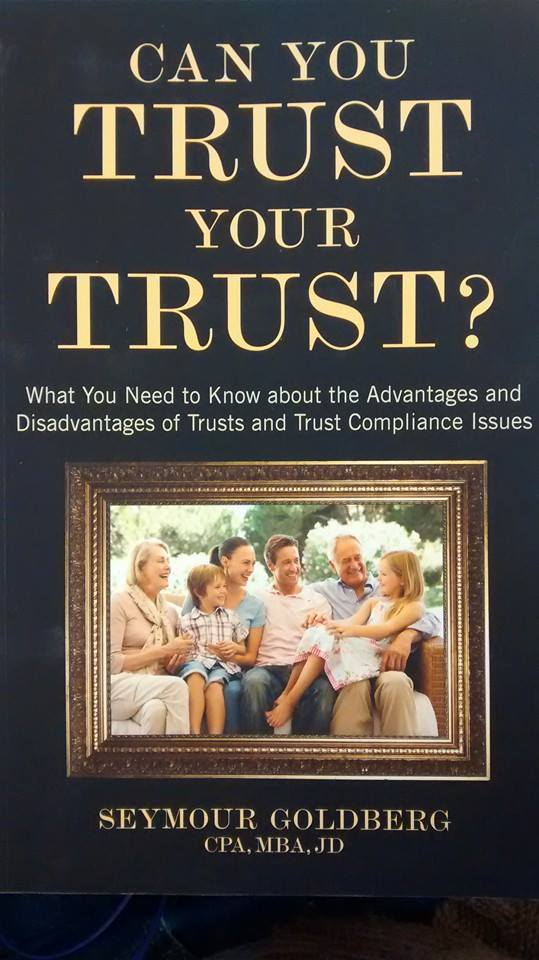 CAN YOU
TRUST
YOUR
TRUST?
What You Need to Know about the Advantages and
Disadvantages of Trusts and Trust Compliance Issues
SEYMOUR GOLDBERG
CPA, MBA, JD